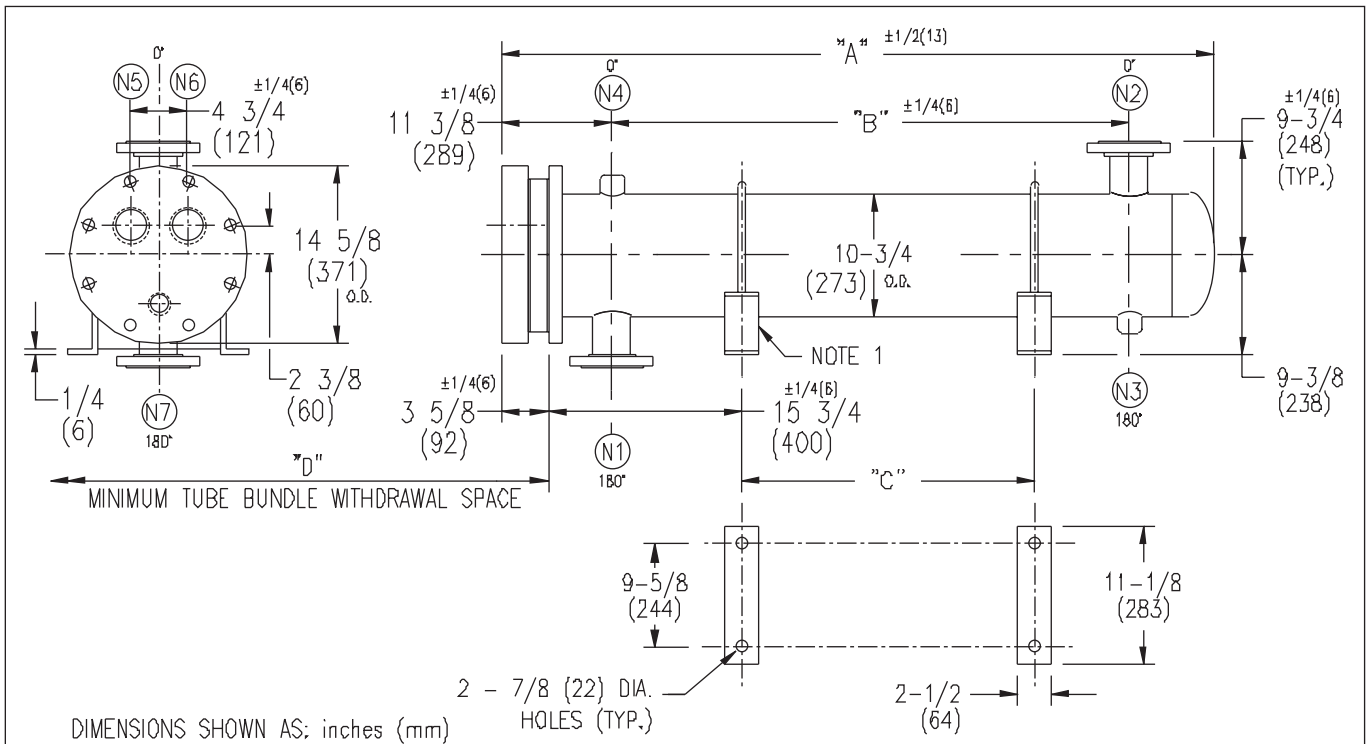 0°
N5 N6
±1/4(6)
4 3/4
(121)
14 5/8
(371)
O.D.
2 3/8
(60)
1/4
(6)
N7
180°
"D"
MINIMUM TUBE BUNDLE WITHDRAWAL SPACE
"A" ±1/2(13)
±1/4(6)
11 3/8
(289)
0°
N4
"B" ±1/4(6)
0°
N2
±1/4(6)
9-3/4
(248)
(TYP.)
10-3/4
(273) O.D.
NOTE 1
±1/4(6)
3 5/8
(92)
N1
180°
±1/4(6)
15 3/4
(400)
"C"
N3
180°
9-3/8
(238)
9-5/8
(244)
11-1/8
(283)
2 - 7/8 (22) DIA.
HOLES (TYP.)
2-1/2
(64)
DIMENSIONS SHOWN AS: inches (mm)